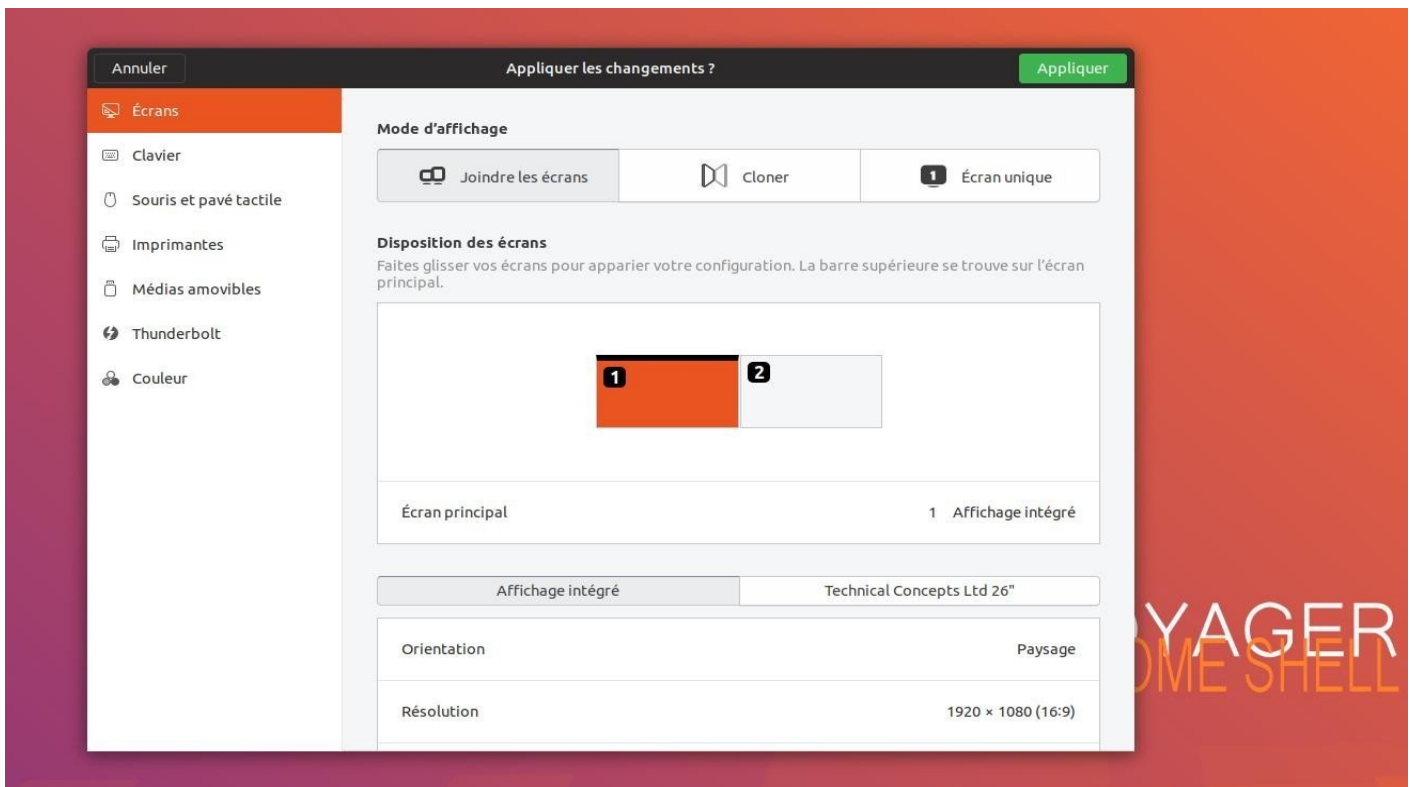 Annuler
Appliquer les changements ?
Appliquer
Écrans
Clavier
Souris et pavé tactile
Imprimantes
Médias amovibles
Thunderbolt
Couleur
Mode d'affichage
Joindre les écrans
Cloner
1 Écran unique
Disposition des écrans
Faites glisser vos écrans pour apparier votre configuration. La barre supérieure se trouve sur l'écran
principal.
1
2
Écran principal
1 Affichage intégré
Affichage intégré
Technical Concepts Ltd 26"
Orientation
Paysage
Résolution
1920 × 1080 (16:9)
YAGER
OME SHELL